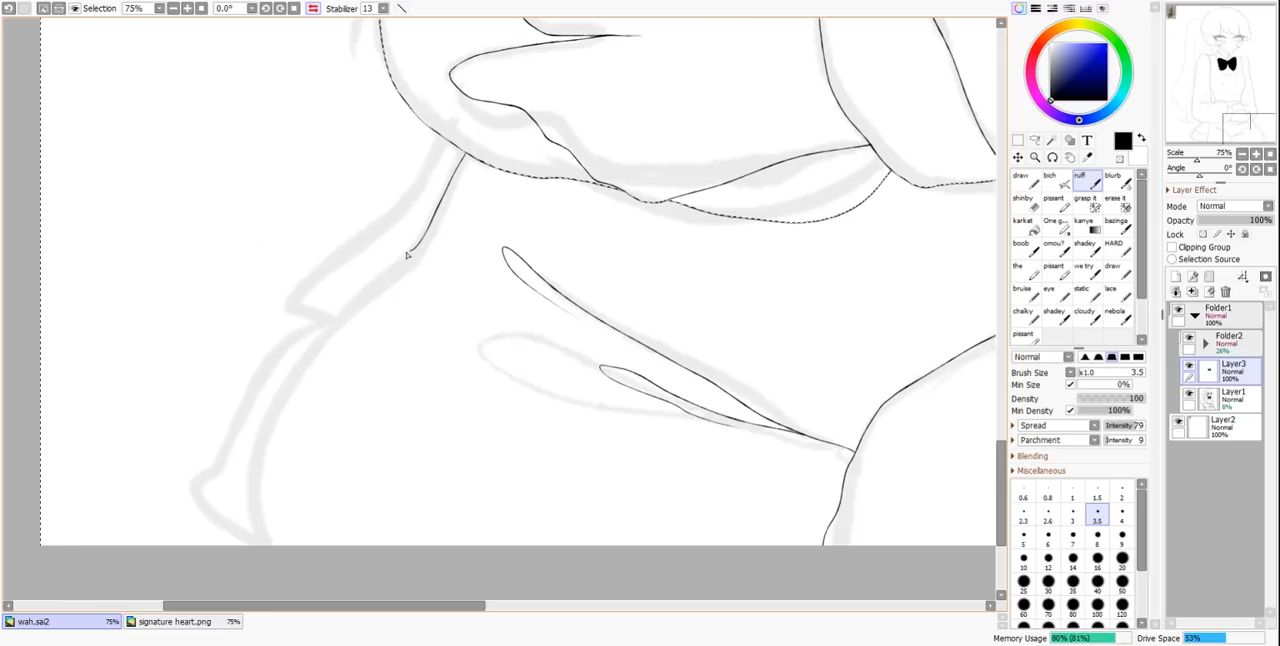 Selection 75% 0.0° Stabilizer 13
75%
Scale 75%
Angle 0°
Layer Effect
Mode Normal
Opacity 100%
Lock
Clipping Group
Selection Source
T
draw bich ruff blurb
shinby pissant grasp it erase it
karkat One g... kanye bazinga
boob omou? shadey HARD
the pissant we try draw
bruise eye static lace
chalky shadey cloudy nebola
pissant
Normal
Brush Size x1.0 3.5
Min Size 0%
Density 100
Min Density 100%
Spread Intensity 79
Parchment Intensity 9
Blending
Miscellaneous
0.6 0.8 1 1.5 2
2.3 2.6 3 3.5 4
5 6 7 8 9
10 12 14 16 20
25 30 35 40 50
60 70 80 100 120
Folder1
Normal
100%
Folder2
Normal
26%
Layer3
Normal
100%
Layer1
Normal
8%
Layer2
Normal
100%
wah.sai2 75% signature heart.png 75%
Memory Usage 80% (81%) Drive Space 53%